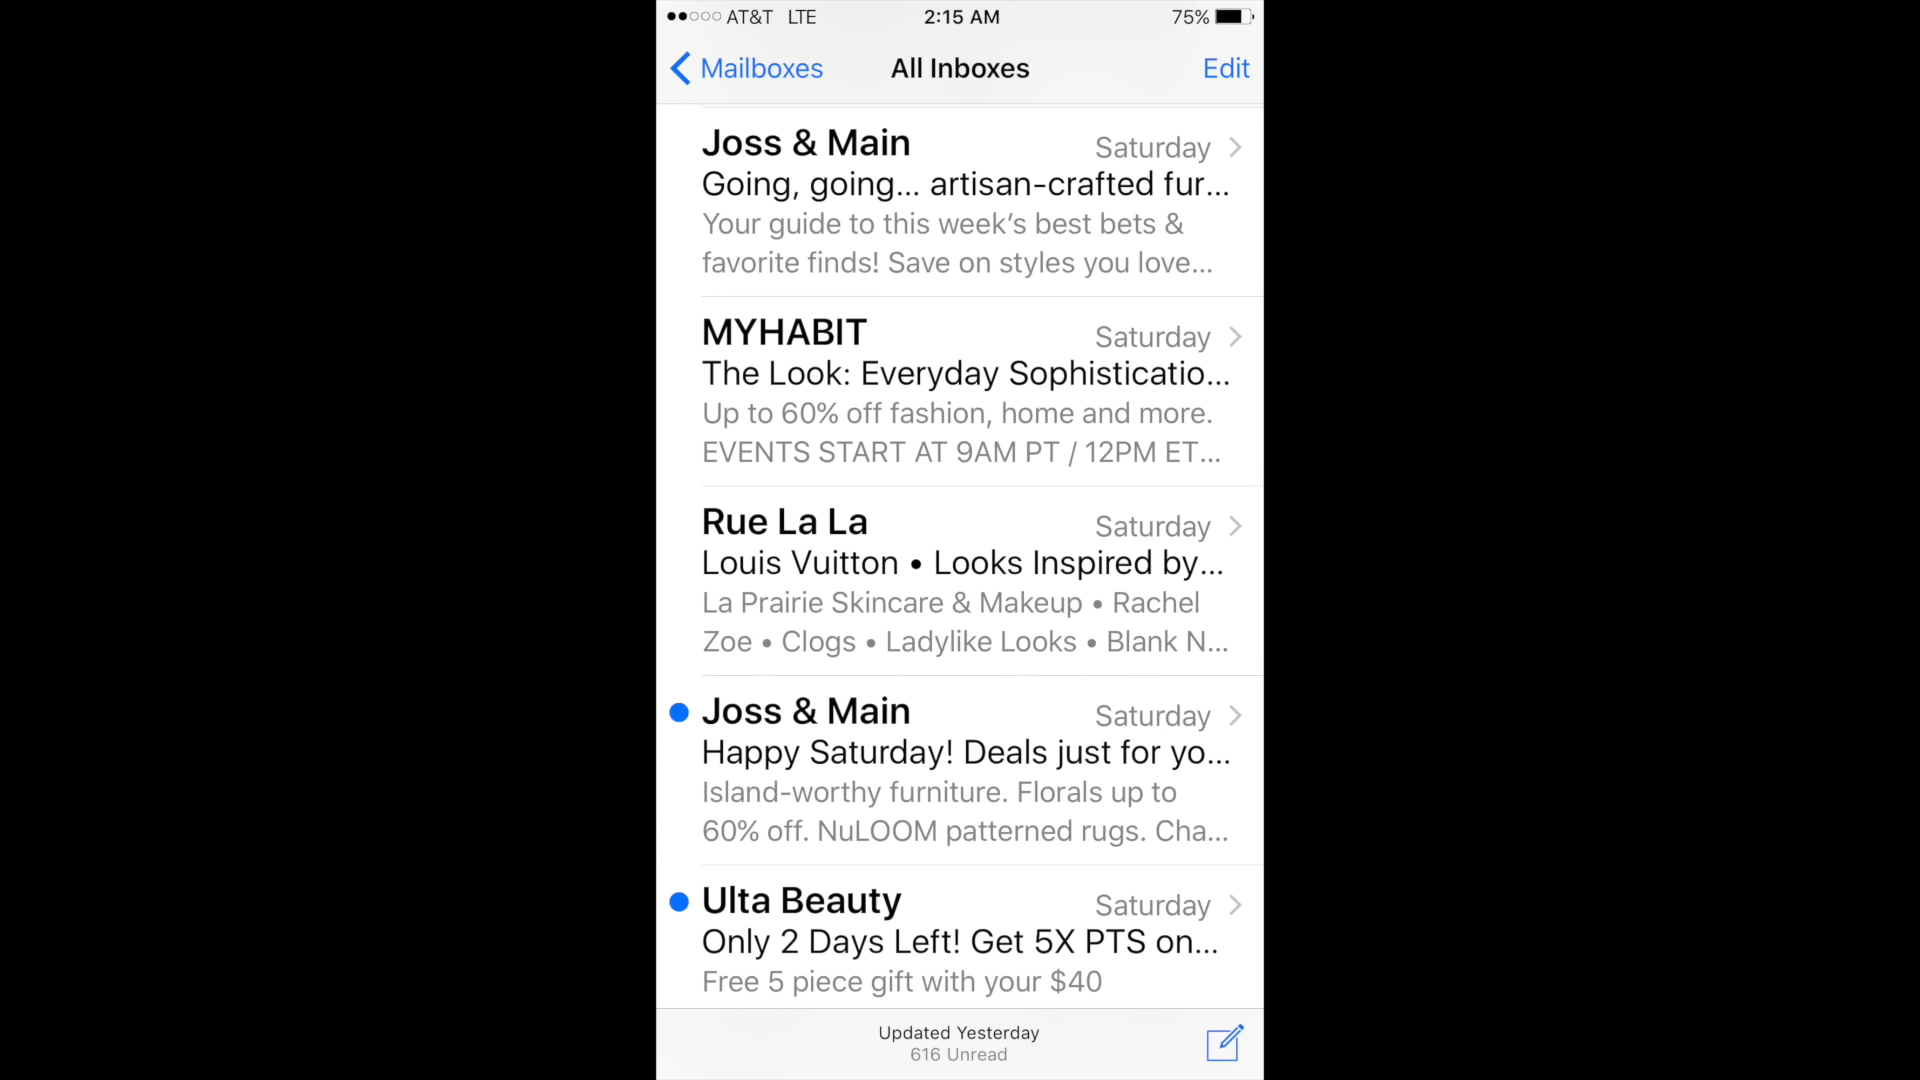 AT&T LTE 2:15 AM 75%
Mailboxes All Inboxes Edit
Joss & Main Saturday
Going, going... artisan-crafted fur...
Your guide to this week’s best bets &
favorite finds! Save on styles you love...
MYHABIT Saturday
The Look: Everyday Sophisticatio...
Up to 60% off fashion, home and more.
EVENTS START AT 9AM PT / 12PM ET...
Rue La La Saturday
Louis Vuitton • Looks Inspired by...
La Prairie Skincare & Makeup • Rachel
Zoe • Clogs • Ladylike Looks • Blank N...
Joss & Main Saturday
Happy Saturday! Deals just for yo...
Island-worthy furniture. Florals up to
60% off. NuLOOM patterned rugs. Cha...
Ulta Beauty Saturday
Only 2 Days Left! Get 5X PTS on...
Free 5 piece gift with your $40
Updated Yesterday
616 Unread